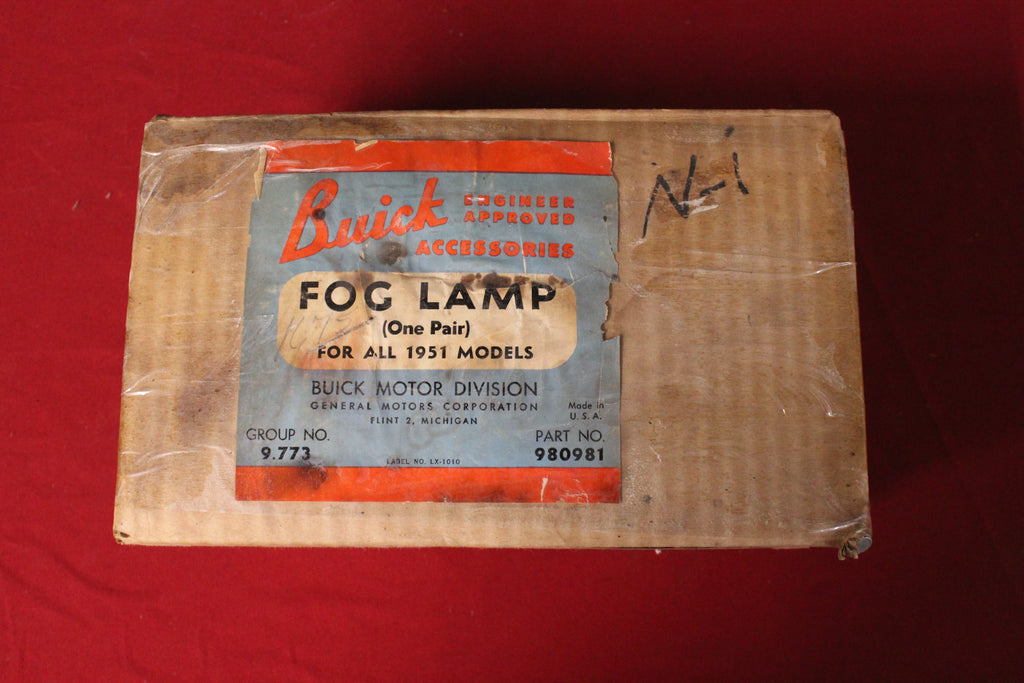 Buick ENGINEER
APPROVED
ACCESSORIES
FOG LAMP
(One Pair)
FOR ALL 1951 MODELS
BUICK MOTOR DIVISION
GENERAL MOTORS CORPORATION
FLINT 2, MICHIGAN
Made in
U.S.A.
GROUP NO.
9.773
LABEL NO. LX-1010
PART NO.
980981